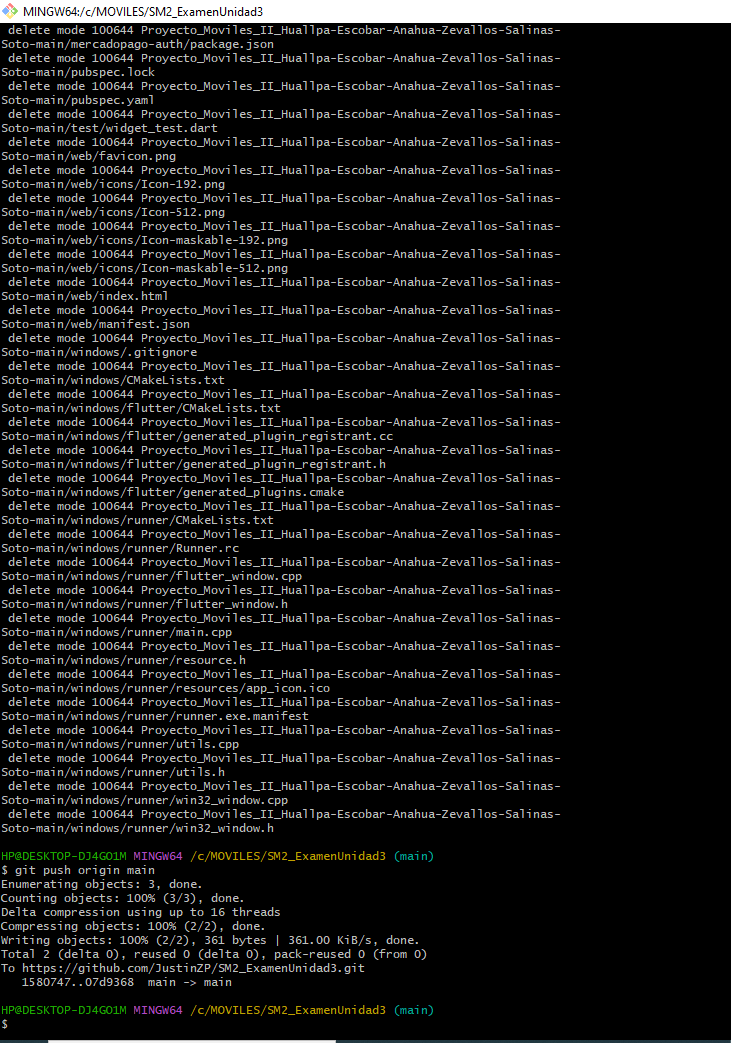 MINGW64:/c/MOVILES/SM2_ExamenUnidad3
delete mode 100644 Proyecto_Moviles_II_Huallpa-Escobar-Anahua-Zevallos-Salinas-
Soto-main/mercadopago-auth/package.json
delete mode 100644 Proyecto_Moviles_II_Huallpa-Escobar-Anahua-Zevallos-Salinas-
Soto-main/pubspec.lock
delete mode 100644 Proyecto_Moviles_II_Huallpa-Escobar-Anahua-Zevallos-Salinas-
Soto-main/pubspec.yaml
delete mode 100644 Proyecto_Moviles_II_Huallpa-Escobar-Anahua-Zevallos-Salinas-
Soto-main/test/widget_test.dart
delete mode 100644 Proyecto_Moviles_II_Huallpa-Escobar-Anahua-Zevallos-Salinas-
Soto-main/web/favicon.png
delete mode 100644 Proyecto_Moviles_II_Huallpa-Escobar-Anahua-Zevallos-Salinas-
Soto-main/web/icons/Icon-192.png
delete mode 100644 Proyecto_Moviles_II_Huallpa-Escobar-Anahua-Zevallos-Salinas-
Soto-main/web/icons/Icon-512.png
delete mode 100644 Proyecto_Moviles_II_Huallpa-Escobar-Anahua-Zevallos-Salinas-
Soto-main/web/icons/Icon-maskable-192.png
delete mode 100644 Proyecto_Moviles_II_Huallpa-Escobar-Anahua-Zevallos-Salinas-
Soto-main/web/icons/Icon-maskable-512.png
delete mode 100644 Proyecto_Moviles_II_Huallpa-Escobar-Anahua-Zevallos-Salinas-
Soto-main/web/index.html
delete mode 100644 Proyecto_Moviles_II_Huallpa-Escobar-Anahua-Zevallos-Salinas-
Soto-main/web/manifest.json
delete mode 100644 Proyecto_Moviles_II_Huallpa-Escobar-Anahua-Zevallos-Salinas-
Soto-main/windows/.gitignore
delete mode 100644 Proyecto_Moviles_II_Huallpa-Escobar-Anahua-Zevallos-Salinas-
Soto-main/windows/CMakeLists.txt
delete mode 100644 Proyecto_Moviles_II_Huallpa-Escobar-Anahua-Zevallos-Salinas-
Soto-main/windows/flutter/CMakeLists.txt
delete mode 100644 Proyecto_Moviles_II_Huallpa-Escobar-Anahua-Zevallos-Salinas-
Soto-main/windows/flutter/generated_plugin_registrant.cc
delete mode 100644 Proyecto_Moviles_II_Huallpa-Escobar-Anahua-Zevallos-Salinas-
Soto-main/windows/flutter/generated_plugin_registrant.h
delete mode 100644 Proyecto_Moviles_II_Huallpa-Escobar-Anahua-Zevallos-Salinas-
Soto-main/windows/flutter/generated_plugins.cmake
delete mode 100644 Proyecto_Moviles_II_Huallpa-Escobar-Anahua-Zevallos-Salinas-
Soto-main/windows/runner/CMakeLists.txt
delete mode 100644 Proyecto_Moviles_II_Huallpa-Escobar-Anahua-Zevallos-Salinas-
Soto-main/windows/runner/Runner.rc
delete mode 100644 Proyecto_Moviles_II_Huallpa-Escobar-Anahua-Zevallos-Salinas-
Soto-main/windows/runner/flutter_window.cpp
delete mode 100644 Proyecto_Moviles_II_Huallpa-Escobar-Anahua-Zevallos-Salinas-
Soto-main/windows/runner/flutter_window.h
delete mode 100644 Proyecto_Moviles_II_Huallpa-Escobar-Anahua-Zevallos-Salinas-
Soto-main/windows/runner/main.cpp
delete mode 100644 Proyecto_Moviles_II_Huallpa-Escobar-Anahua-Zevallos-Salinas-
Soto-main/windows/runner/resource.h
delete mode 100644 Proyecto_Moviles_II_Huallpa-Escobar-Anahua-Zevallos-Salinas-
Soto-main/windows/runner/resources/app_icon.ico
delete mode 100644 Proyecto_Moviles_II_Huallpa-Escobar-Anahua-Zevallos-Salinas-
Soto-main/windows/runner/runner.exe.manifest
delete mode 100644 Proyecto_Moviles_II_Huallpa-Escobar-Anahua-Zevallos-Salinas-
Soto-main/windows/runner/utils.cpp
delete mode 100644 Proyecto_Moviles_II_Huallpa-Escobar-Anahua-Zevallos-Salinas-
Soto-main/windows/runner/utils.h
delete mode 100644 Proyecto_Moviles_II_Huallpa-Escobar-Anahua-Zevallos-Salinas-
Soto-main/windows/runner/win32_window.cpp
delete mode 100644 Proyecto_Moviles_II_Huallpa-Escobar-Anahua-Zevallos-Salinas-
Soto-main/windows/runner/win32_window.h
HP@DESKTOP-DJ4GO1M MINGW64 /c/MOVILES/SM2_ExamenUnidad3 (main)
$ git push origin main
Enumerating objects: 3, done.
Counting objects: 100% (3/3), done.
Delta compression using up to 16 threads
Compressing objects: 100% (2/2), done.
Writing objects: 100% (2/2), 361 bytes | 361.00 KiB/s, done.
Total 2 (delta 0), reused 0 (delta 0), pack-reused 0 (from 0)
To https://github.com/JustinZP/SM2_ExamenUnidad3.git
1580747..07d9368  main -> main
HP@DESKTOP-DJ4GO1M MINGW64 /c/MOVILES/SM2_ExamenUnidad3 (main)
$